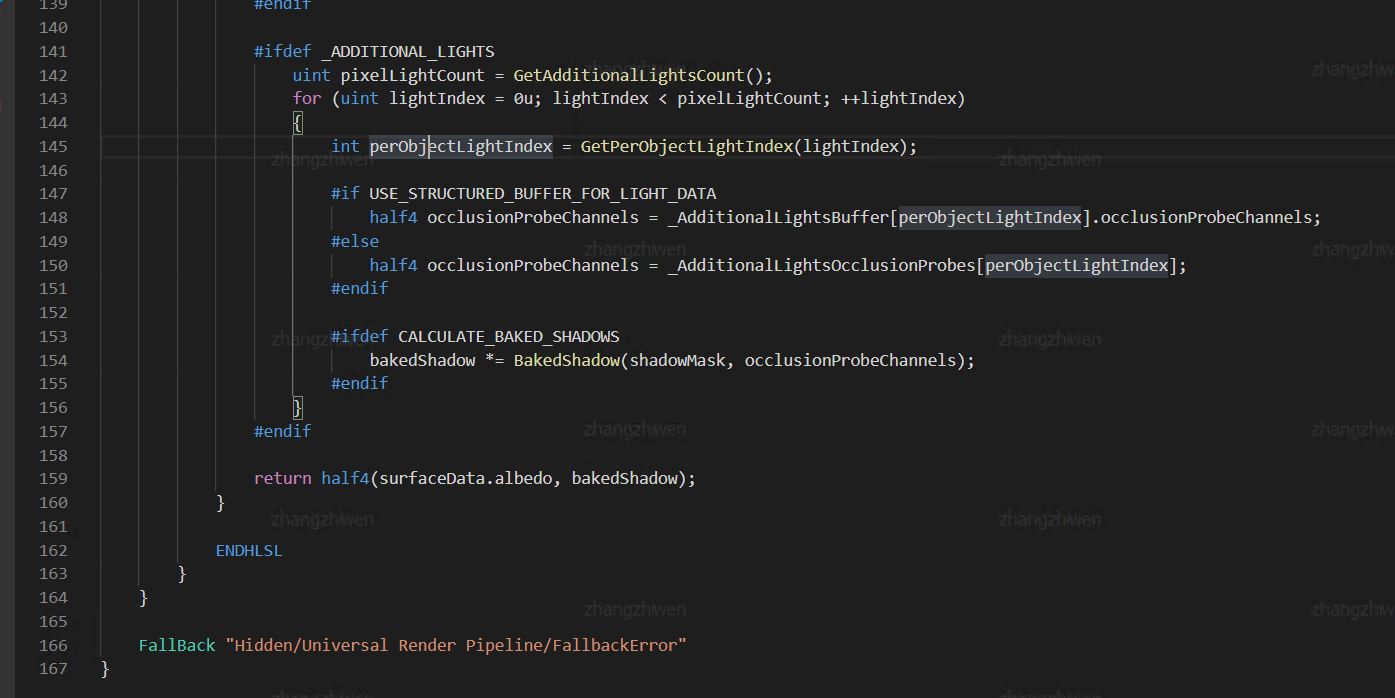 139 #endif
140
141 #ifdef _ADDITIONAL_LIGHTS
142 uint pixelLightCount = GetAdditionalLightsCount();
143 for (uint lightIndex = 0u; lightIndex < pixelLightCount; ++lightIndex)
144 {
145 int perObjectLightIndex = GetPerObjectLightIndex(lightIndex);
146
147 #if USE_STRUCTURED_BUFFER_FOR_LIGHT_DATA
148 half4 occlusionProbeChannels = _AdditionalLightsBuffer[perObjectLightIndex].occlusionProbeChannels;
149 #else
150 half4 occlusionProbeChannels = _AdditionalLightsOcclusionProbes[perObjectLightIndex];
151 #endif
152
153 #ifdef CALCULATE_BAKED_SHADOWS
154 bakedShadow *= BakedShadow(shadowMask, occlusionProbeChannels);
155 #endif
156 }
157 #endif
158
159 return half4(surfaceData.albedo, bakedShadow);
160 }
161
162 ENDHLSL
163 }
164 }
165
166 FallBack "Hidden/Universal Render Pipeline/FallbackError"
167 }
zhangzhiwen